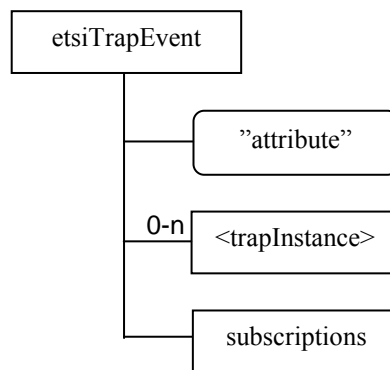 etsiTrapEvent
”attribute”
0-n
<trapInstance>
subscriptions